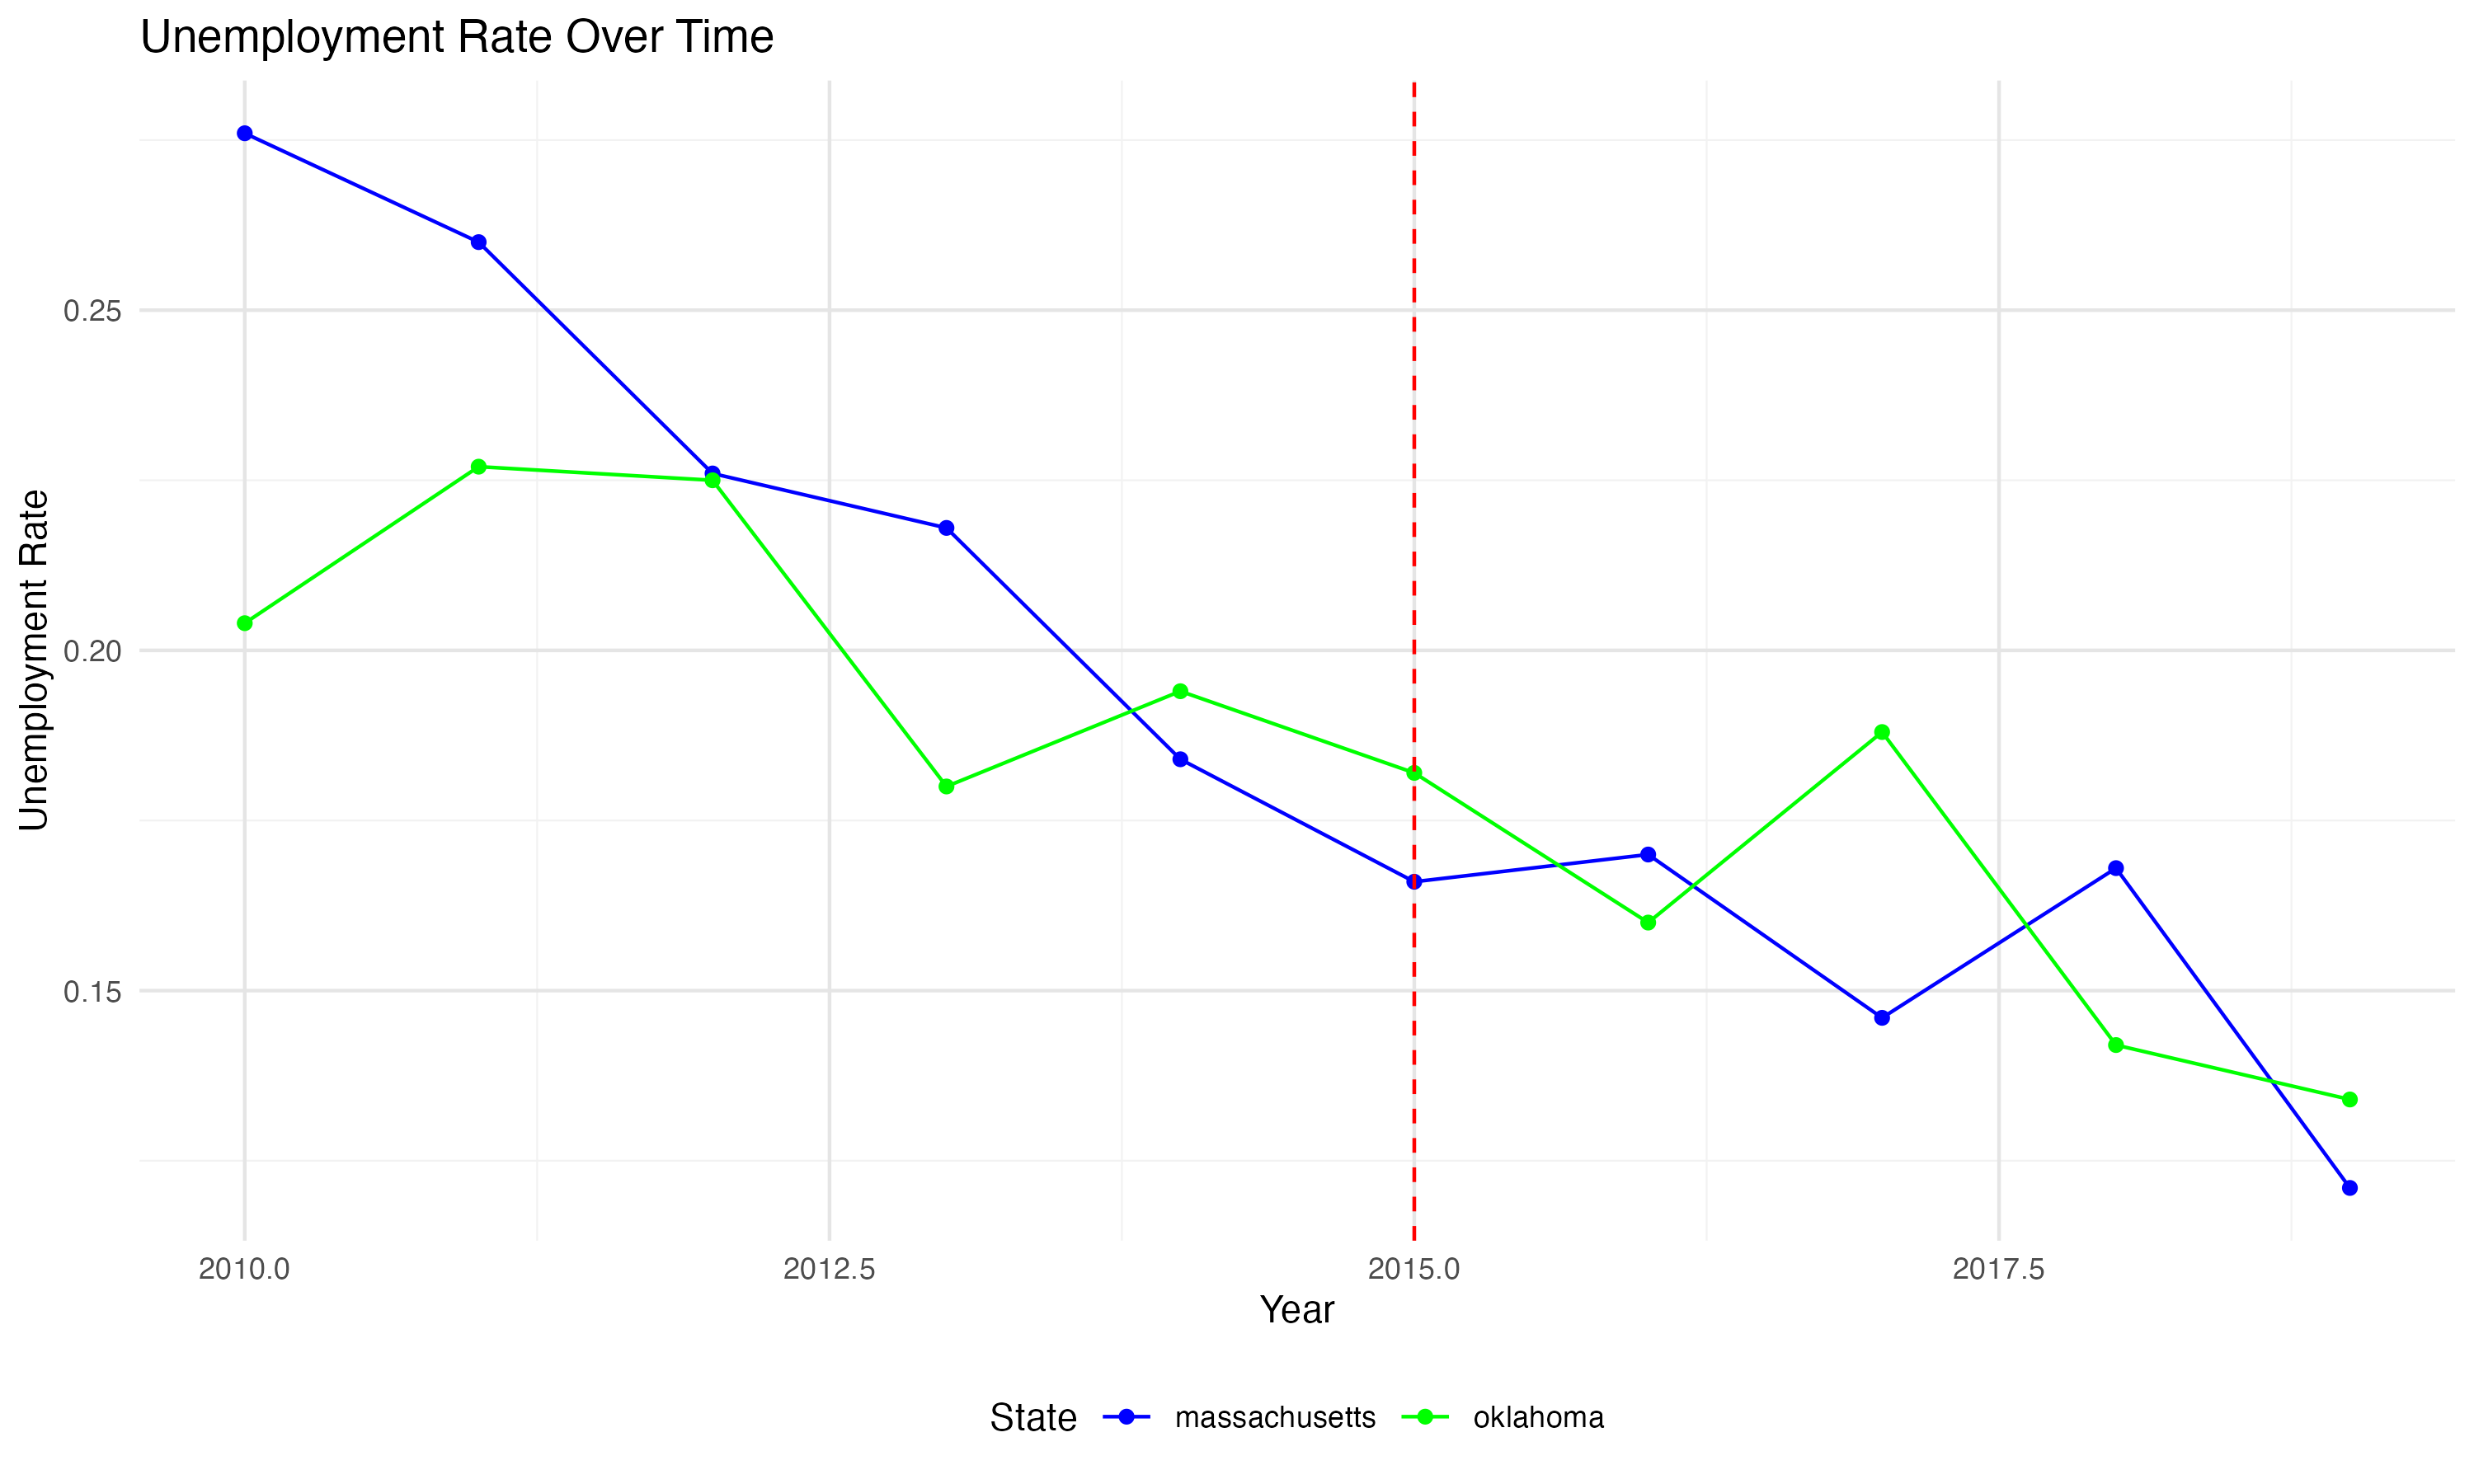 Unemployment Rate Over Time
Unemployment Rate
0.25
0.20
0.15
2010.0 2012.5 2015.0 2017.5
Year
State massachusetts oklahoma